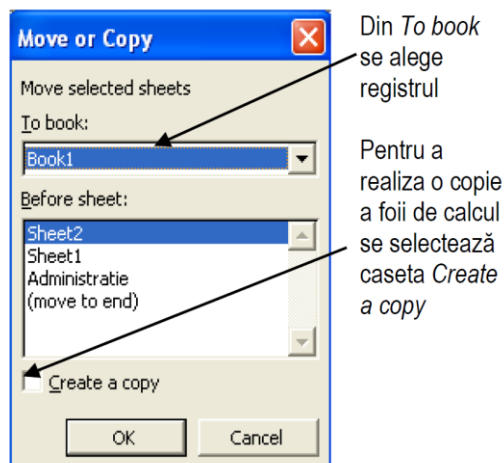 Move or Copy
Move selected sheets
To book:
Book1
Before sheet:
Sheet2
Sheet1
Administratie
(move to end)
Create a copy
OK
Cancel
Din To book
se alege
registrul
Pentru a
realiza o copie
a foii de calcul
se selectează
caseta Create
a copy